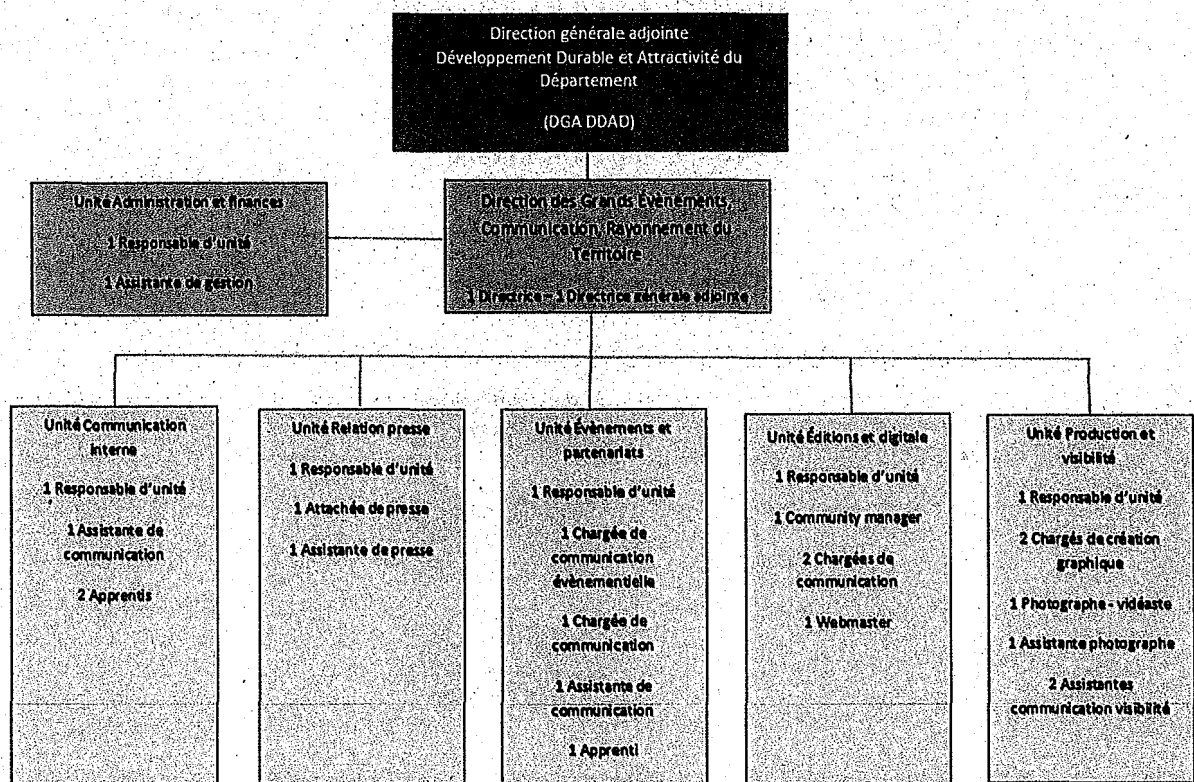 Direction générale adjointe
Développement Durable et Attractivité du
Département
(DGA DDAD)
Unité Administration et finances
1 Responsable d'unité
1 Assistante de gestion
Direction des Grands Évènements,
Communication, Rayonnement du
Territoire
1 Directrice – 1 Directrice générale adjointe
Unité Communication
interne
1 Responsable d'unité
1 Assistante de
communication
2 Apprentis
Unité Relation presse
1 Responsable d'unité
1 Attachée de presse
1 Assistante de presse
Unité Évènements et
partenariats
1 Responsable d'unité
1 Chargée de
communication
évènementielle
1 Chargée de
communication
1 Assistante de
communication
1 Apprenti
Unité Éditions et digitale
1 Responsable d'unité
1 Community manager
2 Chargées de
communication
1 Webmaster
Unité Production et
visibilité
1 Responsable d'unité
2 Chargés de création
graphique
1 Photographe - vidéaste
1 Assistante photographe
2 Assistantes
communication visibilité